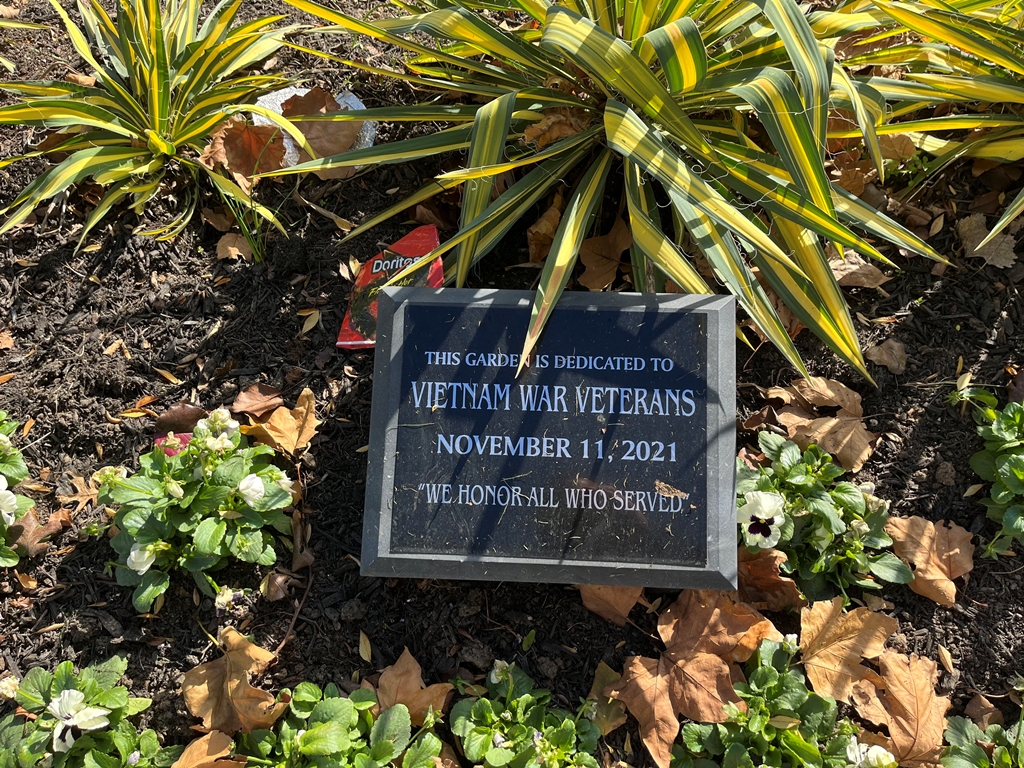 Doritos
THIS GARDEN IS DEDICATED TO
VIETNAM WAR VETERANS
NOVEMBER 11, 2021
"WE HONOR ALL WHO SERVED